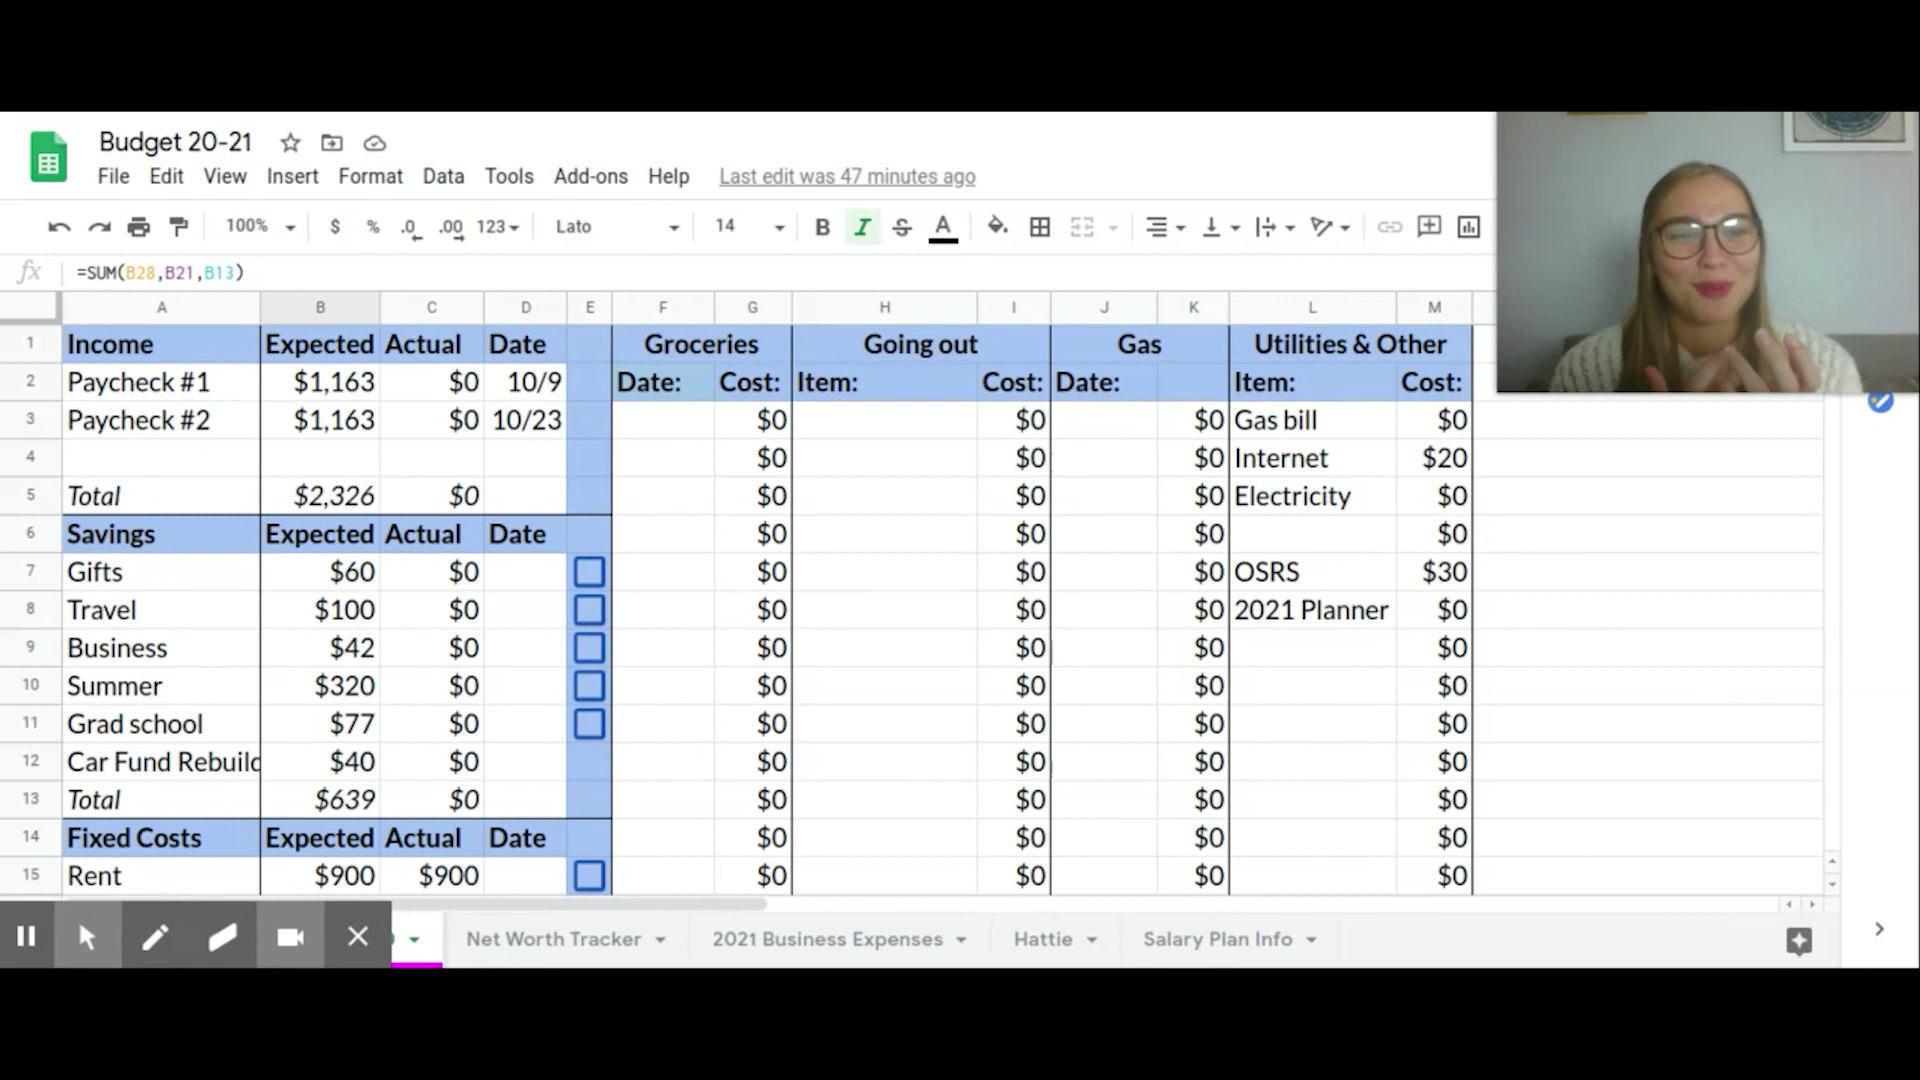 Budget 20-21
File Edit View Insert Format Data Tools Add-ons Help Last edit was 47 minutes ago
100% $ % .0 .00 123 Lato 14 B I S A
fx =SUM(B28,B21,B13)
A B C D E F G H I J K L M
1 Income Expected Actual Date Groceries Going out Gas Utilities & Other
2 Paycheck #1 $1,163 $0 10/9 Date: Cost: Item: Cost: Date: Item: Cost:
3 Paycheck #2 $1,163 $0 10/23 $0 $0 $0 Gas bill $0
4 $0 $0 $0 Internet $20
5 Total $2,326 $0 $0 $0 $0 Electricity $0
6 Savings Expected Actual Date $0 $0 $0 $0
7 Gifts $60 $0 $0 $0 $0 OSRS $30
8 Travel $100 $0 $0 $0 $0 2021 Planner $0
9 Business $42 $0 $0 $0 $0 $0
10 Summer $320 $0 $0 $0 $0 $0
11 Grad school $77 $0 $0 $0 $0 $0
12 Car Fund Rebuild $40 $0 $0 $0 $0 $0
13 Total $639 $0 $0 $0 $0 $0
14 Fixed Costs Expected Actual Date $0 $0 $0 $0
15 Rent $900 $900 $0 $0 $0 $0
Net Worth Tracker 2021 Business Expenses Hattie Salary Plan Info